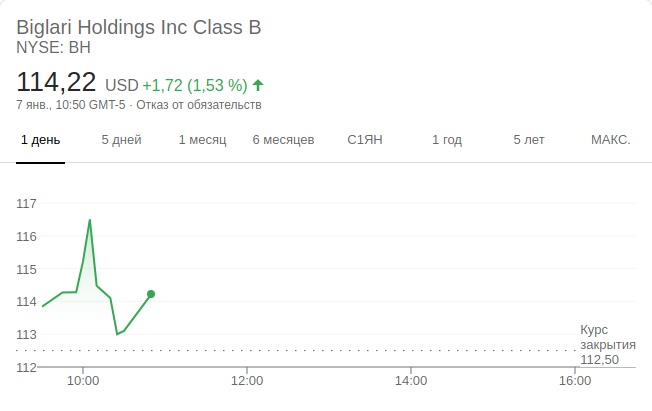 Biglari Holdings Inc Class B
NYSE: BH
114,22 USD +1,72 (1,53 %)
7 янв., 10:50 GMT-5 · Отказ от обязательств
1 день 5 дней 1 месяц 6 месяцев С1ЯН 1 год 5 лет МАКС.
117
116
115
114
113
112
Курс
закрытия
112,50
10:00 12:00 14:00 16:00